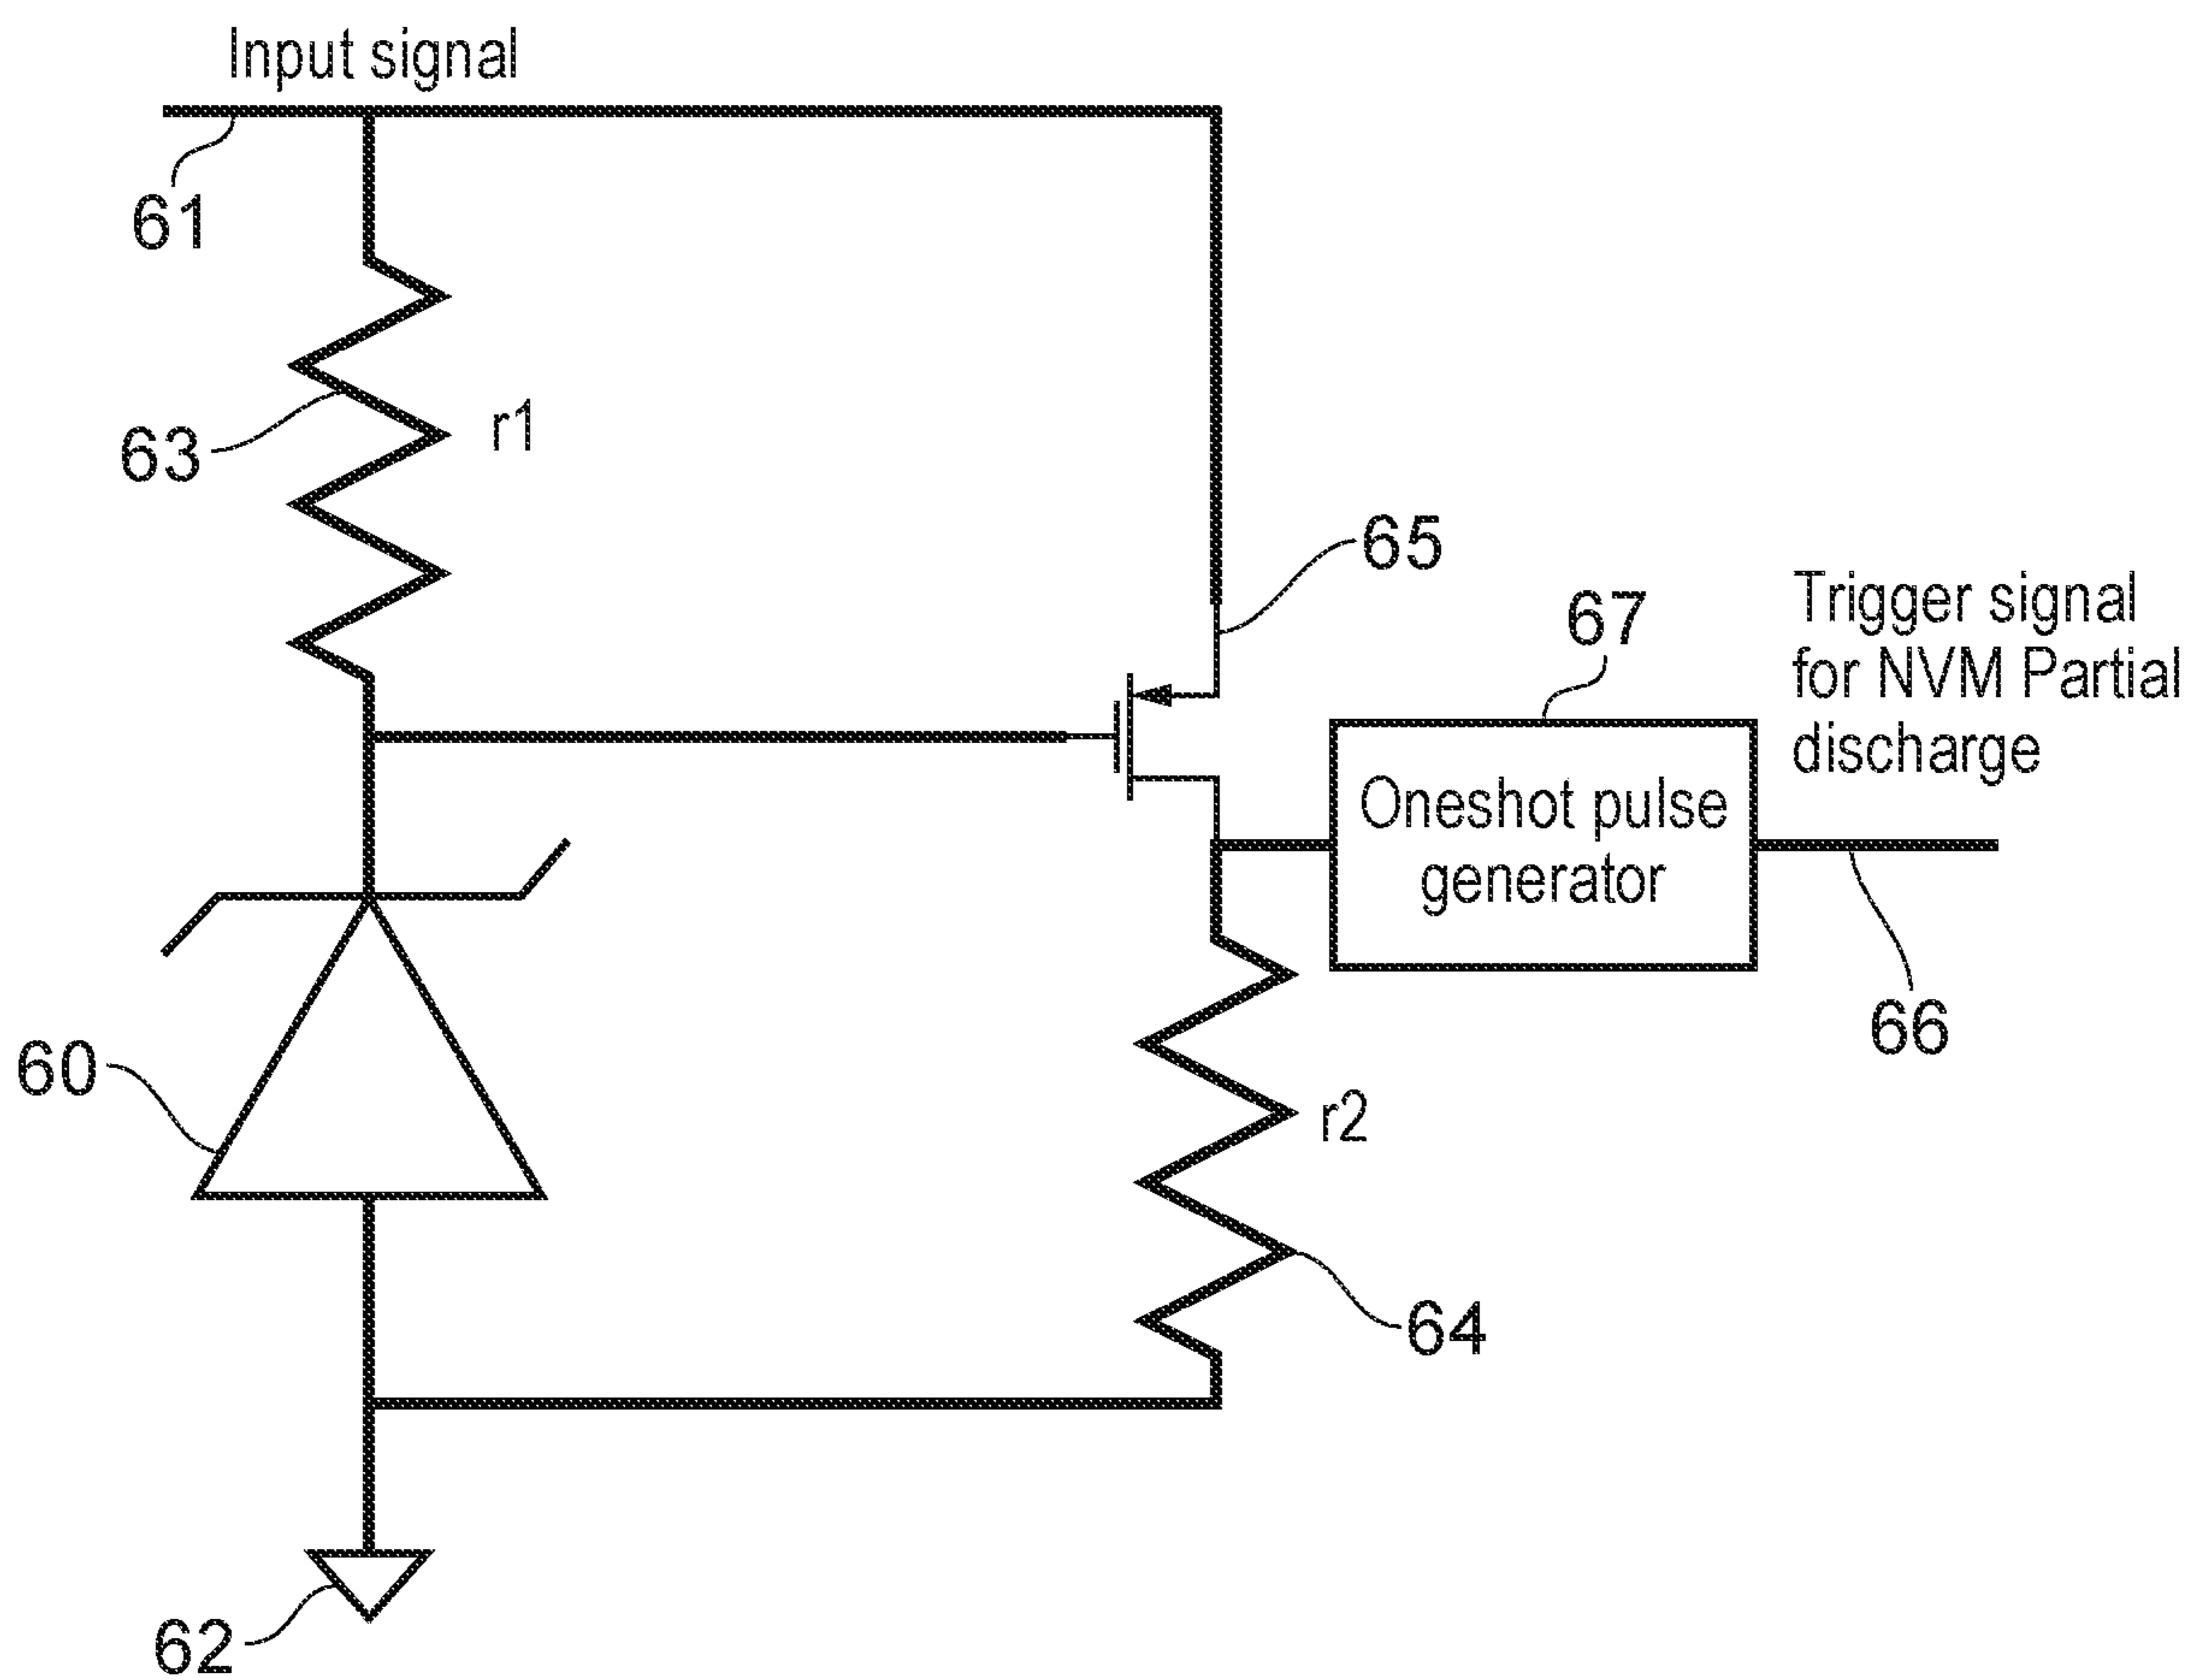 Input signal
61
63
r1
65
67
Trigger signal
for NVM Partial
discharge
Oneshot pulse
generator
66
60
r2
64
62